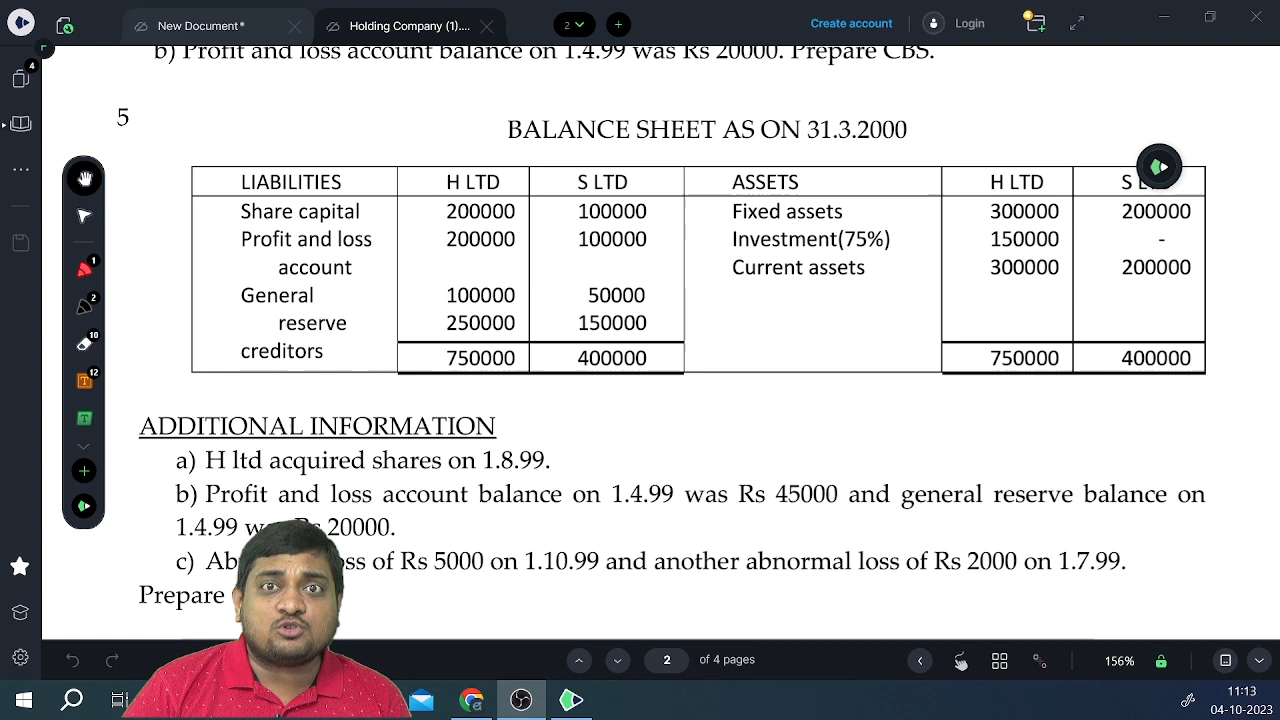 New Document*
Holding Company (1)....
2
Create account
Login
b) Profit and loss account balance on 1.4.99 was Rs 20000. Prepare CBS.
4
5
BALANCE SHEET AS ON 31.3.2000
LIABILITIES H LTD S LTD ASSETS H LTD
Share capital 200000 100000 Fixed assets 300000 200000
Profit and loss 200000 100000 Investment(75%) 150000 -
account Current assets 300000 200000
General 100000 50000
reserve 250000 150000
creditors
750000 400000 750000 400000
1
2
10
12
T
T
ADDITIONAL INFORMATION
a) H ltd acquired shares on 1.8.99.
b) Profit and loss account balance on 1.4.99 was Rs 45000 and general reserve balance on
1.4.99 20000.
c) of Rs 5000 on 1.10.99 and another abnormal loss of Rs 2000 on 1.7.99.
Prepare
2 of 4 pages
156%
11:13
04-10-2023